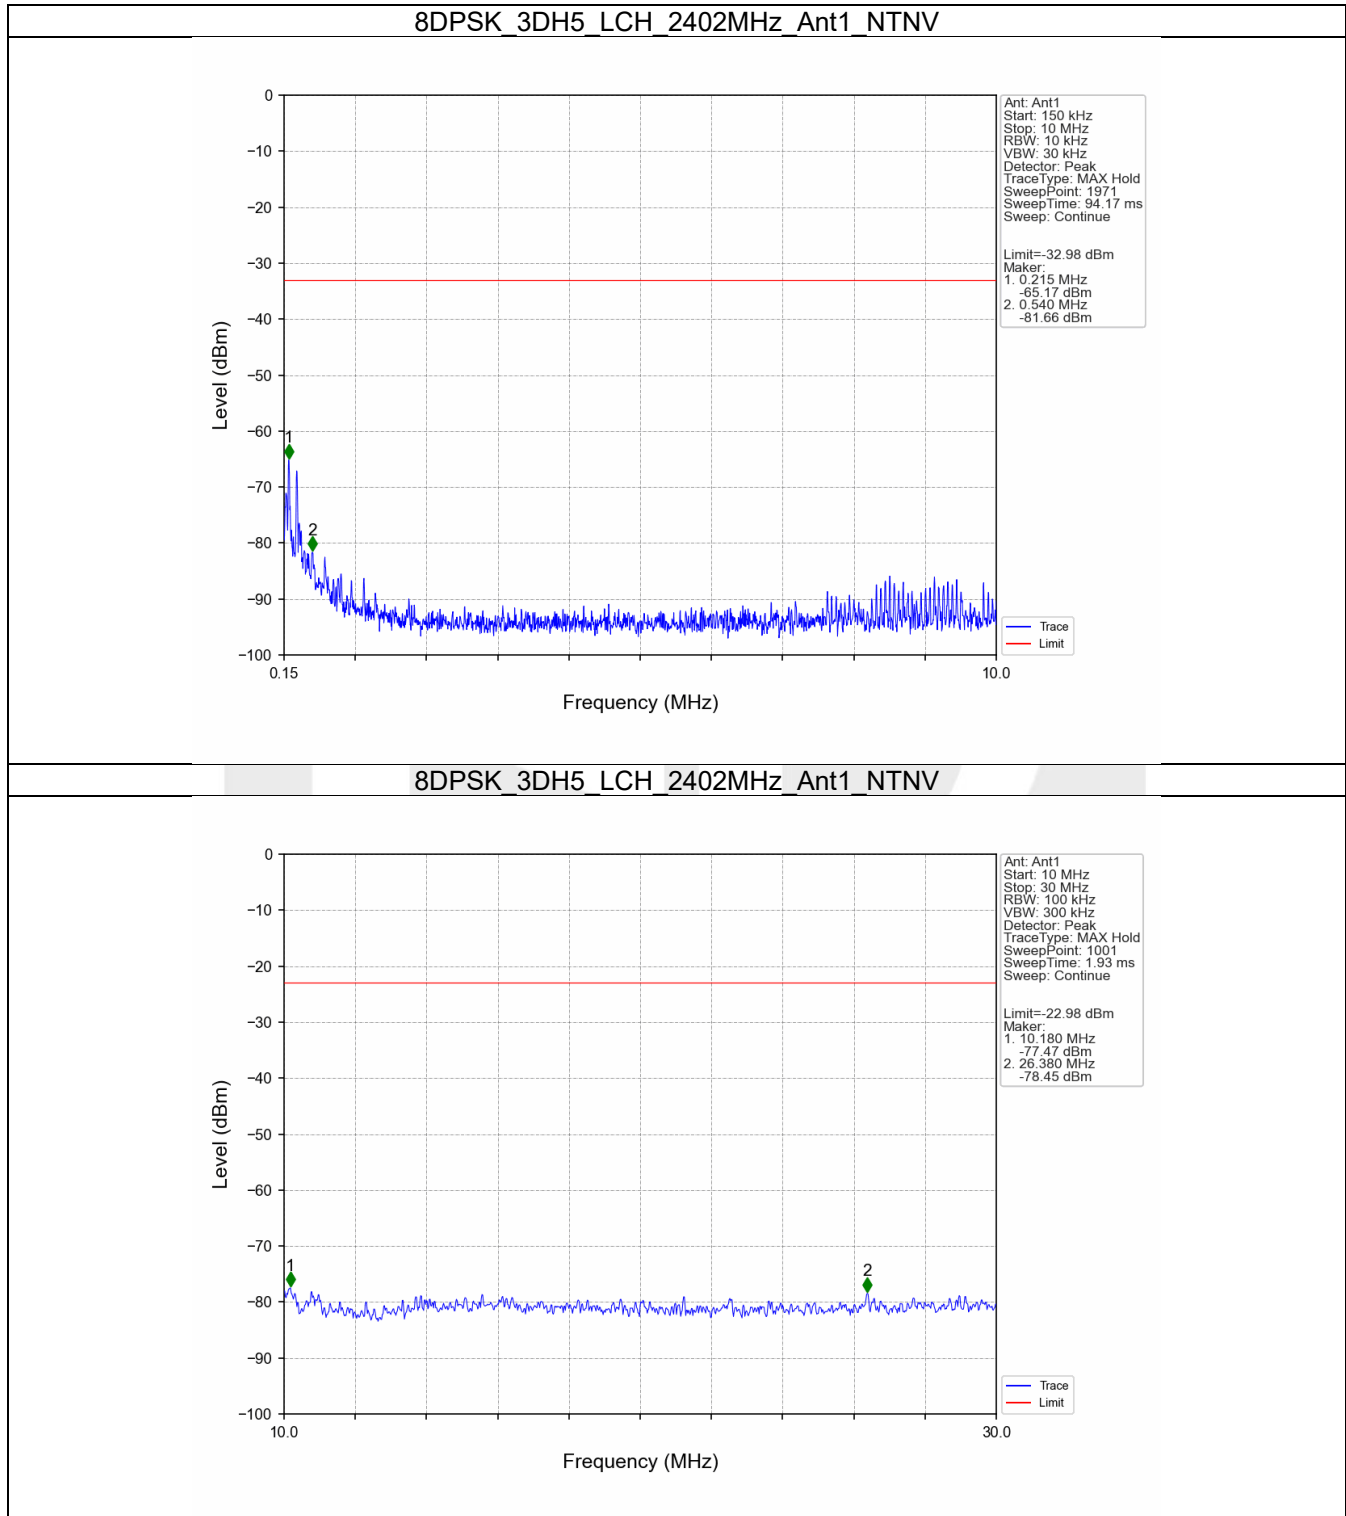 8DPSK_3DH5_LCH_2402MHz_Ant1_NTNV
0
−10
−20
−30
−40
−50
−60
−70
−80
−90
−100
Level (dBm)
1
2
0.15
10.0
Frequency (MHz)
Ant: Ant1
Start: 150 kHz
Stop: 10 MHz
RBW: 10 kHz
VBW: 30 kHz
Detector: Peak
TraceType: MAX Hold
SweepPoint: 1971
SweepTime: 94.17 ms
Sweep: Continue
Limit=-32.98 dBm
Maker:
1. 0.215 MHz
-65.17 dBm
2. 0.540 MHz
-81.66 dBm
Trace
Limit
8DPSK_3DH5_LCH_2402MHz_Ant1_NTNV
0
−10
−20
−30
−40
−50
−60
−70
−80
−90
−100
Level (dBm)
1
2
10.0
30.0
Frequency (MHz)
Ant: Ant1
Start: 10 MHz
Stop: 30 MHz
RBW: 100 kHz
VBW: 300 kHz
Detector: Peak
TraceType: MAX Hold
SweepPoint: 1001
SweepTime: 1.93 ms
Sweep: Continue
Limit=-22.98 dBm
Maker:
1. 10.180 MHz
-77.47 dBm
2. 26.380 MHz
-78.45 dBm
Trace
Limit